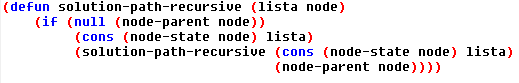 (defun solution-path-recursive (lista node)
    (if (null (node-parent node))
        (cons (node-state node) lista)
        (solution-path-recursive (cons (node-state node) lista)
                                 (node-parent node))))